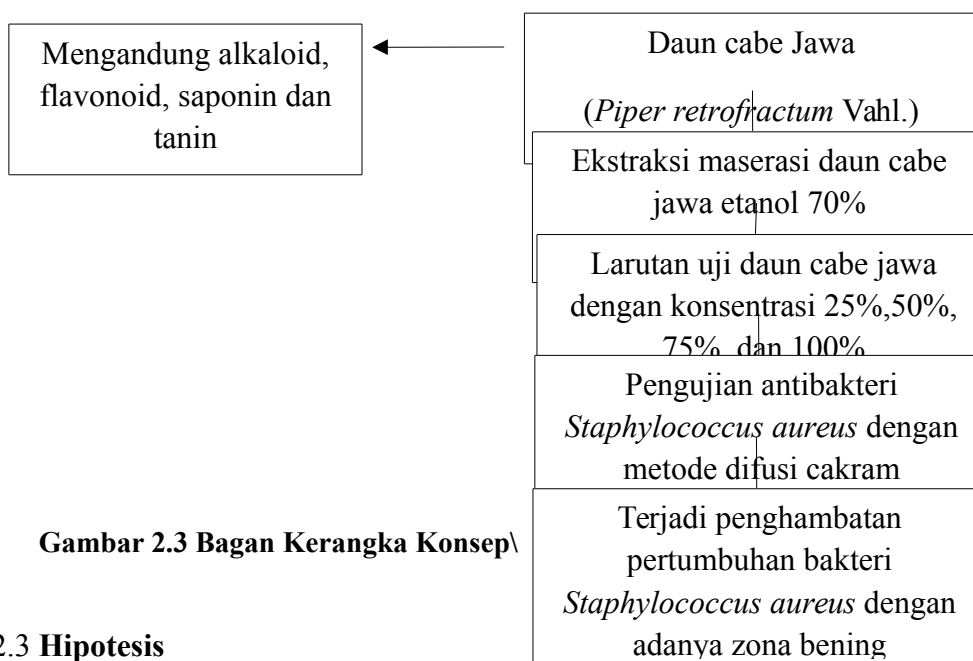 Mengandung alkaloid,
flavonoid, saponin dan
tanin
Daun cabe Jawa
(Piper retrofractum Vahl.)
Ekstraksi maserasi daun cabe
jawa etanol 70%
Larutan uji daun cabe jawa
dengan konsentrasi 25%,50%,
75%, dan 100%
Pengujian antibakteri
Staphylococcus aureus dengan
metode difusi cakram
Terjadi penghambatan
pertumbuhan bakteri
Staphylococcus aureus dengan
adanya zona bening
Gambar 2.3 Bagan Kerangka Konsep\
2.3 Hipotesis